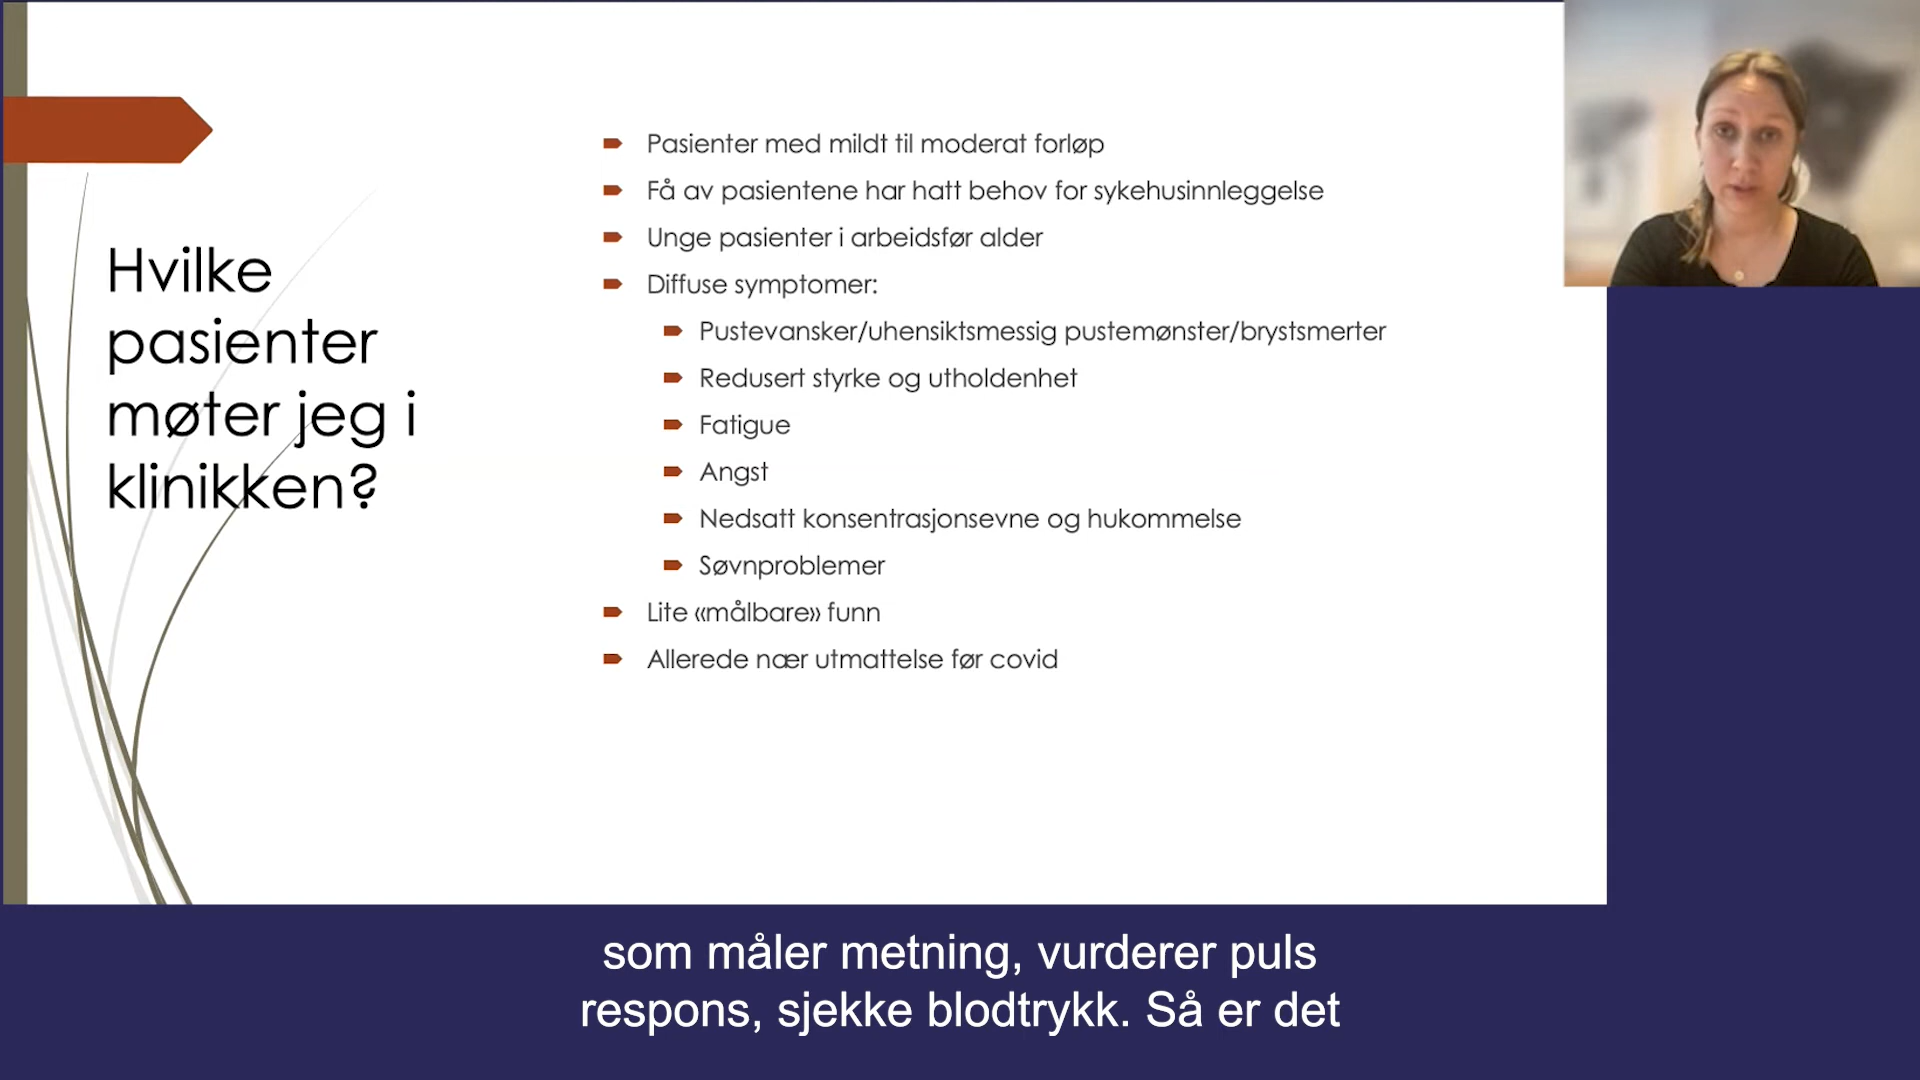 Hvilke
pasienter
møter jeg i
klinikken?
Pasienter med mildt til moderat forløp
Få av pasientene har hatt behov for sykehusinnleggelse
Unge pasienter i arbeidsfør alder
Diffuse symptomer:
Pustevansker/uhensiktsmessig pustemønster/brystsmerter
Redusert styrke og utholdenhet
Fatigue
Angst
Nedsatt konsentrasjonsevne og hukommelse
Søvnproblemer
Lite «målbare» funn
Allerede nær utmattelse før covid
som måler metning, vurderer puls
respons, sjekke blodtrykk. Så er det